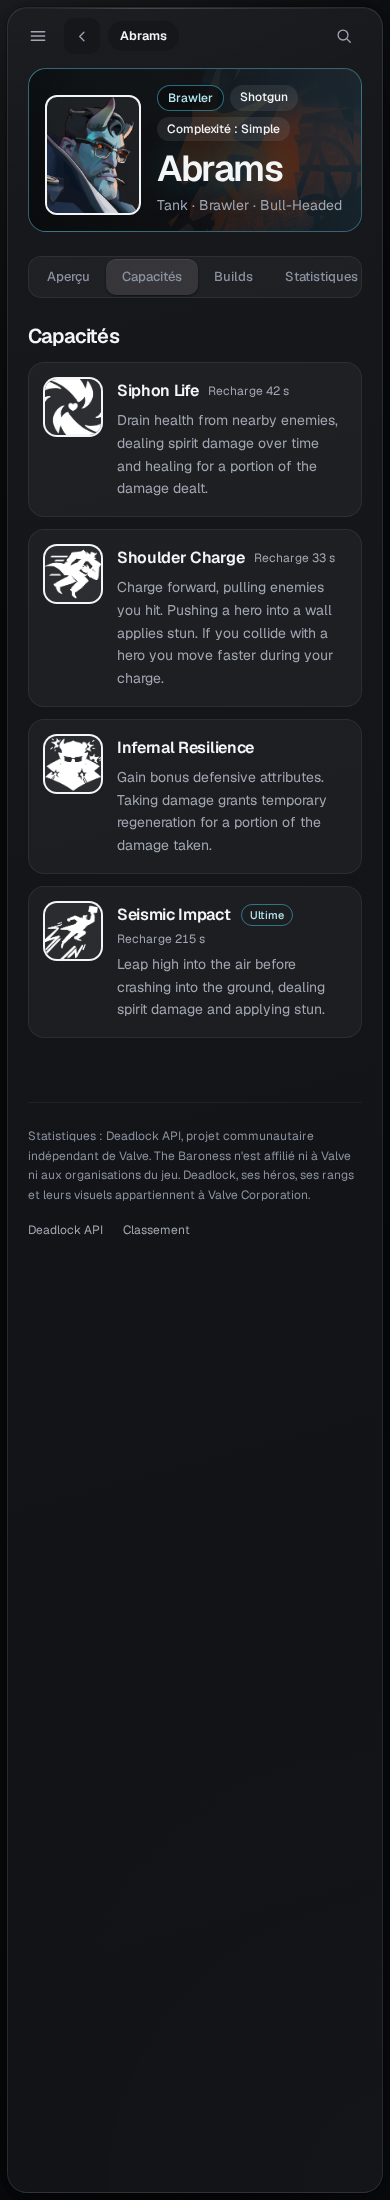 Abrams
Brawler
Shotgun
Complexité : Simple
Abrams
Tank · Brawler · Bull-Headed
Aperçu
Capacités
Builds
Statistiques
Capacités
Siphon Life
Recharge 42 s
Drain health from nearby enemies,
dealing spirit damage over time
and healing for a portion of the
damage dealt.
Shoulder Charge
Recharge 33 s
Charge forward, pulling enemies
you hit. Pushing a hero into a wall
applies stun. If you collide with a
hero you move faster during your
charge.
Infernal Resilience
Gain bonus defensive attributes.
Taking damage grants temporary
regeneration for a portion of the
damage taken.
Seismic Impact
Ultime
Recharge 215 s
Leap high into the air before
crashing into the ground, dealing
spirit damage and applying stun.
Statistiques : Deadlock API, projet communautaire
indépendant de Valve. The Baroness n'est affilié ni à Valve
ni aux organisations du jeu. Deadlock, ses héros, ses rangs
et leurs visuels appartiennent à Valve Corporation.
Deadlock API
Classement